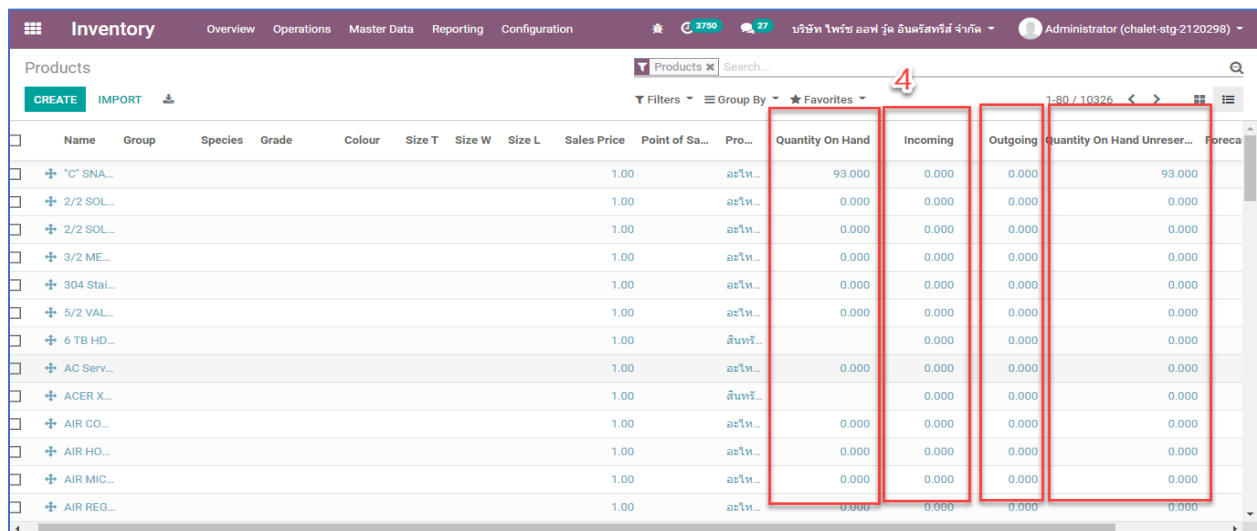 Inventory Overview Operations Master Data Reporting Configuration 3750 27 บริษัท ไพร์ซ ออฟ วู้ด อินดรัสทรีส์ จำกัด Administrator (chalet-stg-2120298)
Products Products Search...
4
CREATE IMPORT Filters Group By Favorites 1-80 / 10326
Name Group Species Grade Colour Size T Size W Size L Sales Price Point of Sa... Pro... Quantity On Hand Incoming Outgoing Quantity On Hand Unreser... Foreca
"C" SNA... 1.00 อะไห... 93.000 0.000 0.000 93.000
2/2 SOL... 1.00 อะไห... 0.000 0.000 0.000 0.000
2/2 SOL... 1.00 อะไห... 0.000 0.000 0.000 0.000
3/2 ME... 1.00 อะไห... 0.000 0.000 0.000 0.000
304 Stai... 1.00 อะไห... 0.000 0.000 0.000 0.000
5/2 VAL... 1.00 อะไห... 0.000 0.000 0.000 0.000
6 TB HD... 1.00 สินทรั... 0.000 0.000 0.000
AC Serv... 1.00 อะไห... 0.000 0.000 0.000 0.000
ACER X... 1.00 สินทรั... 0.000 0.000 0.000
AIR CO... 1.00 อะไห... 0.000 0.000 0.000 0.000
AIR HO... 1.00 อะไห... 0.000 0.000 0.000 0.000
AIR MIC... 1.00 อะไห... 0.000 0.000 0.000 0.000
AIR REG... 1.00 อะไห... 0.000 0.000 0.000 0.000